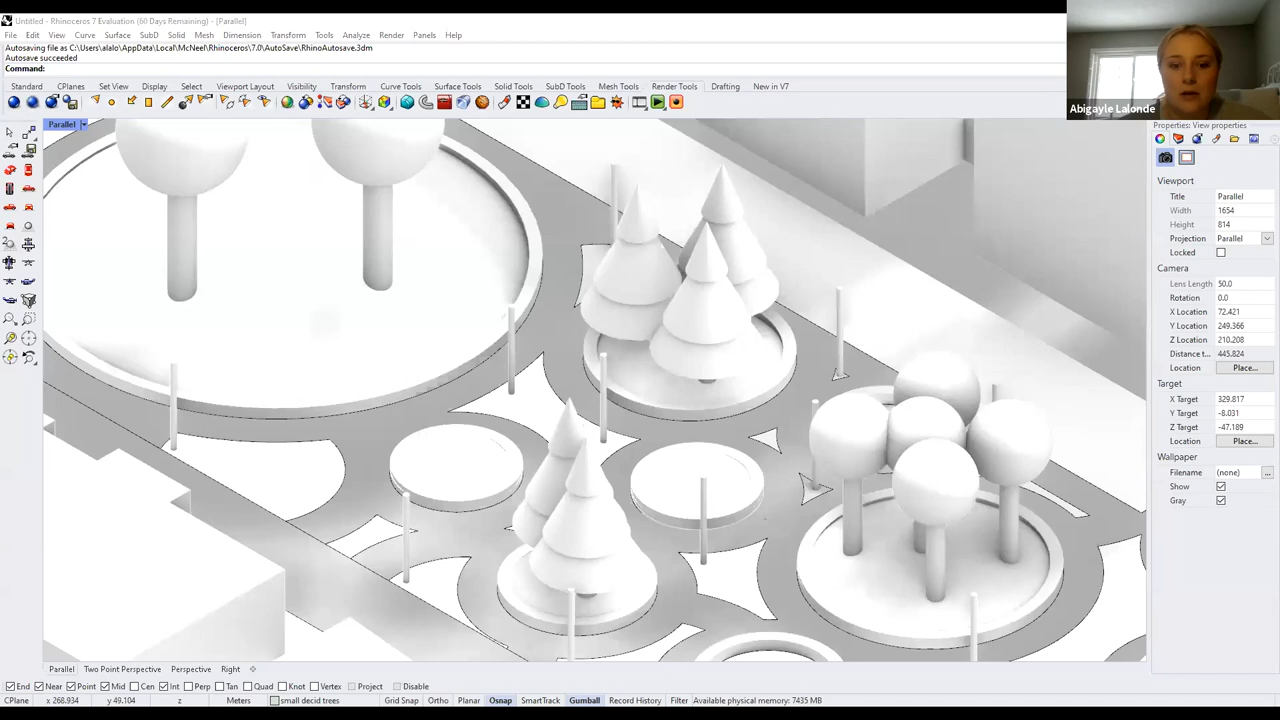 Untitled - Rhinoceros 7 Evaluation (60 Days Remaining) - [Parallel]
File Edit View Curve Surface SubD Solid Mesh Dimension Transform Tools Analyze Render Panels Help
Autosaving file as C:\Users\alalo\AppData\Local\McNeel\Rhinoceros\7.0\AutoSave\RhinoAutosave.3dm
Autosave succeeded
Command:
Standard CPlanes Set View Display Select Viewport Layout Visibility Transform Curve Tools Surface Tools Solid Tools SubD Tools Mesh Tools Render Tools Drafting New in V7
Abigayle Lalonde
Parallel
Properties: View properties
Viewport
Title Parallel
Width 1654
Height 814
Projection Parallel
Locked
Camera
Lens Length 50.0
Rotation 0.0
X Location 72.421
Y Location 249.366
Z Location 210.208
Distance t... 445.824
Location Place...
Target
X Target 329.817
Y Target -8.031
Z Target -47.189
Location Place...
Wallpaper
Filename (none) ...
Show
Gray
Parallel Two Point Perspective Perspective Right
End Near Point Mid Cen Int Perp Tan Quad Knot Vertex Project Disable
CPlane x 268.934 y 49.104 z Meters small decid trees Grid Snap Ortho Planar Osnap SmartTrack Gumball Record History Filter Available physical memory: 7435 MB